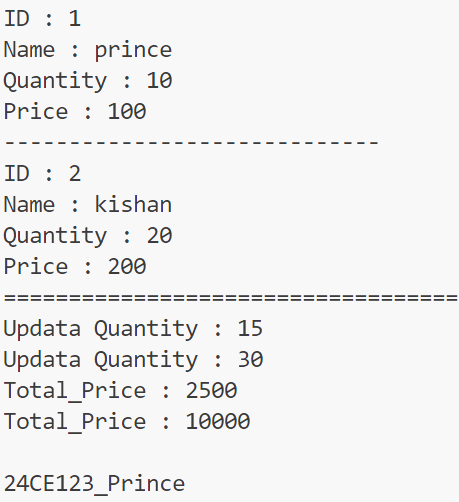 ID : 1
Name : prince
Quantity : 10
Price : 100
-----------------------------
ID : 2
Name : kishan
Quantity : 20
Price : 200
===================================
Updata Quantity : 15
Updata Quantity : 30
Total_Price : 2500
Total_Price : 10000
24CE123_Prince